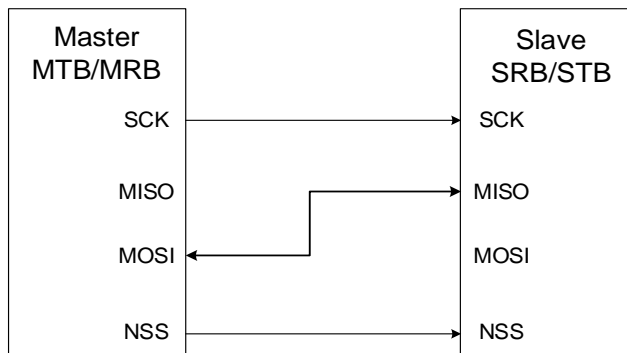 Master
MTB/MRB
SCK
MISO
MOSI
NSS
Slave
SRB/STB
SCK
MISO
MOSI
NSS